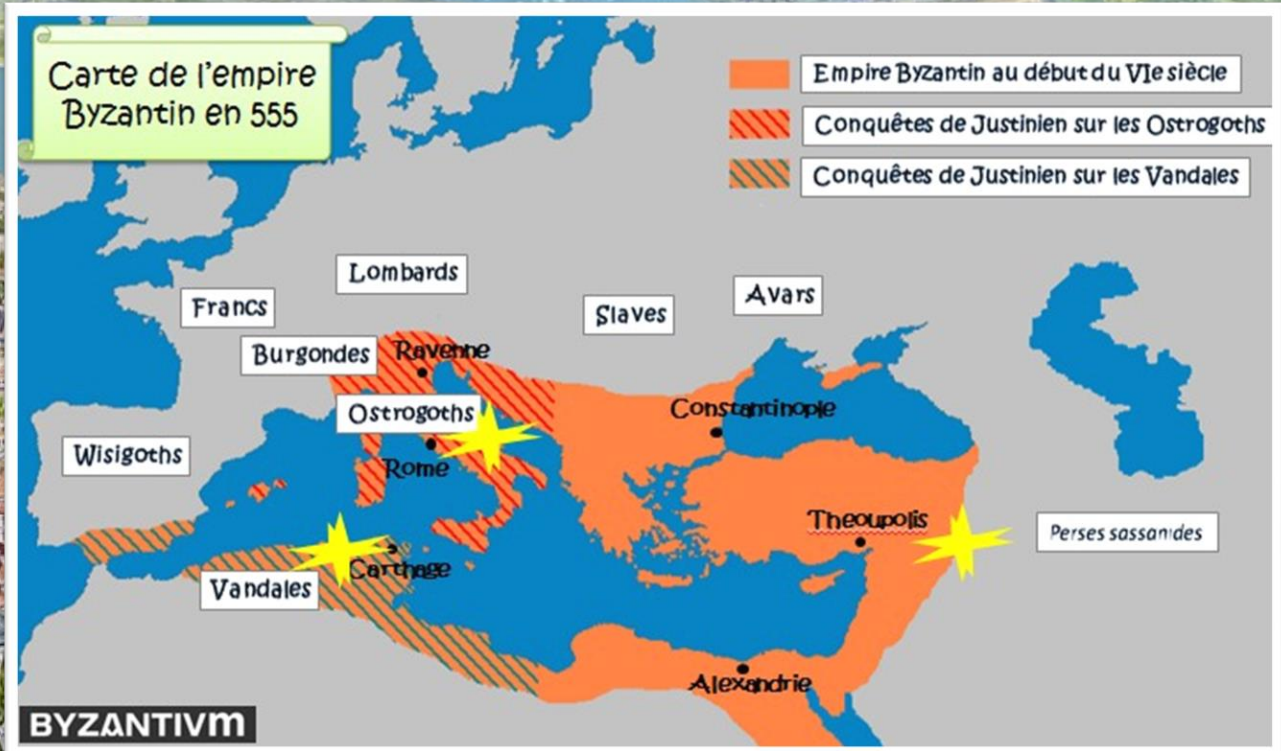 Carte de l'empire
Byzantin en 555
Empire Byzantin au début du VIe siècle
Conquêtes de Justinien sur les Ostrogoths
Conquêtes de Justinien sur les Vandales
Lombards
Francs
Slaves
Avars
Burgondes
Ravenne
Ostrogoths
Constantinople
Wisigoths
Rome
Theoupolis
Perses sassanides
Carthage
Vandales
Alexandrie
BYZANTIVM